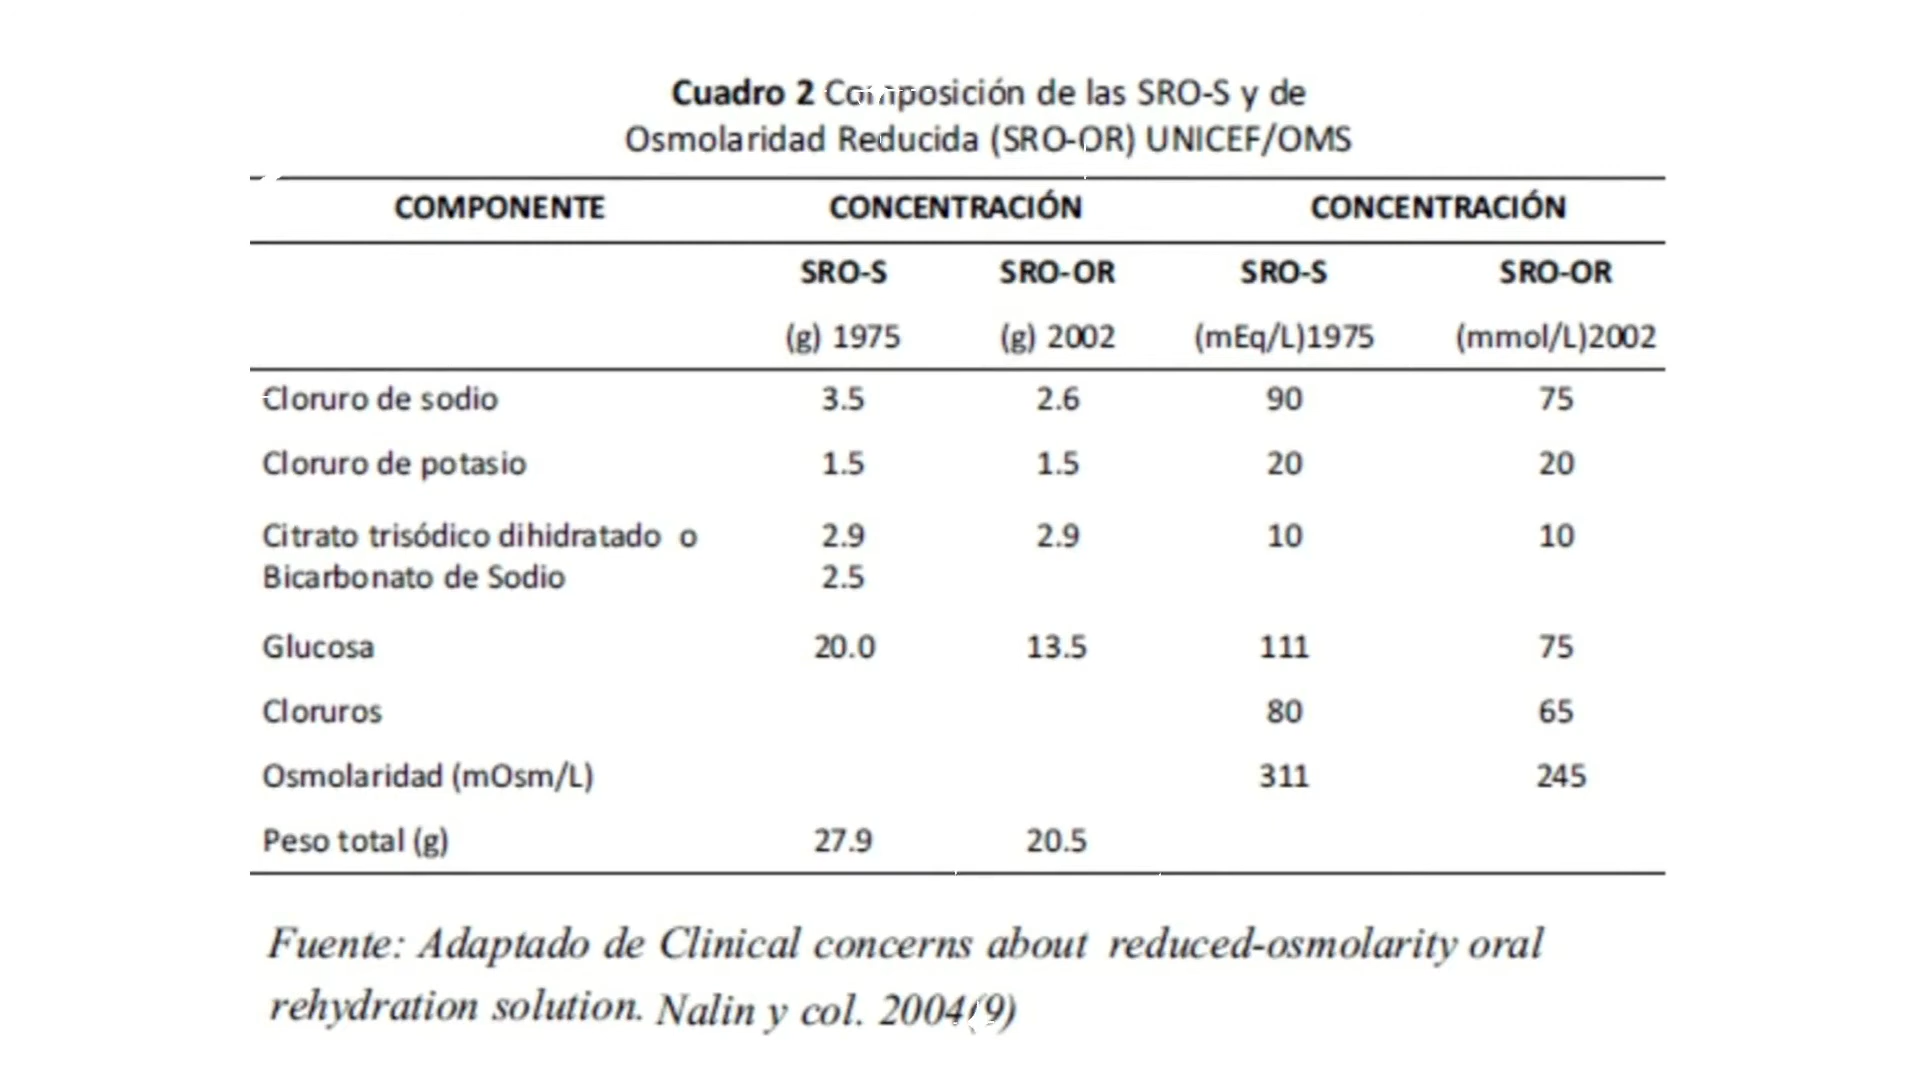 Cuadro 2 Composición de las SRO-S y de
Osmolaridad Reducida (SRO-OR) UNICEF/OMS
COMPONENTE CONCENTRACIÓN CONCENTRACIÓN
SRO-S SRO-OR SRO-S SRO-OR
(g) 1975 (g) 2002 (mEq/L)1975 (mmol/L)2002
Cloruro de sodio 3.5 2.6 90 75
Cloruro de potasio 1.5 1.5 20 20
Citrato trisódico dihidratado o 2.9 2.9 10 10
Bicarbonato de Sodio 2.5
Glucosa 20.0 13.5 111 75
Cloruros 80 65
Osmolaridad (mOsm/L) 311 245
Peso total (g) 27.9 20.5
Fuente: Adaptado de Clinical concerns about reduced-osmolarity oral
rehydration solution. Nalin y col. 2004(9)